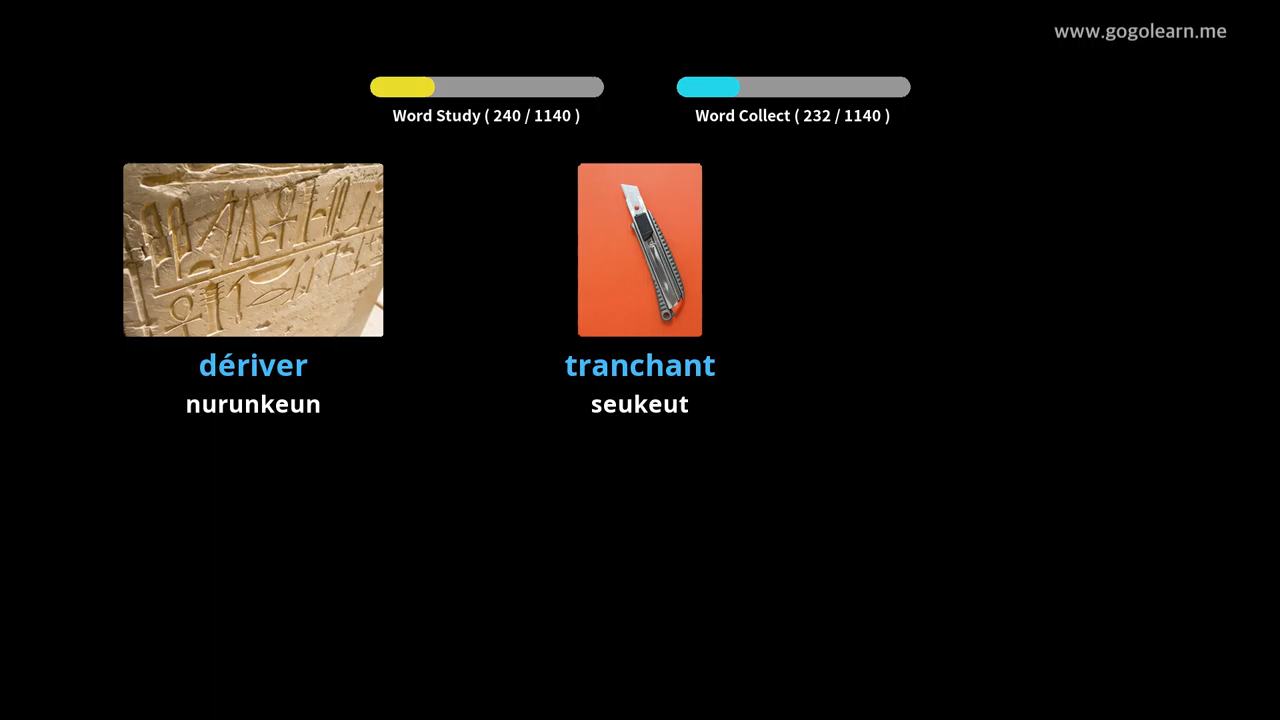 www.gogolearn.me
Word Study ( 240 / 1140 )
Word Collect ( 232 / 1140 )
dériver
nurunkeun
tranchant
seukeut